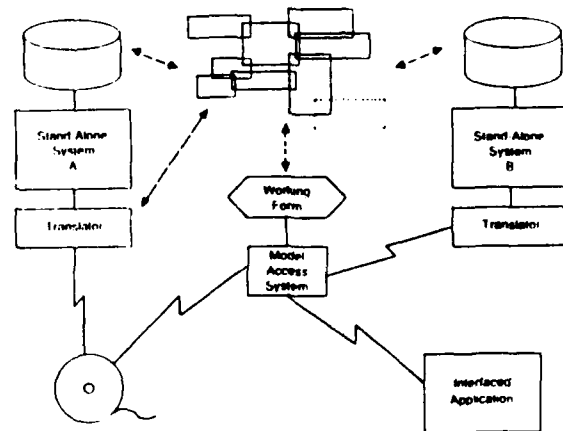 Stand Alone
System
A
Stand Alone
System
B
Working
Form
Translator
Translator
Model
Access
System
Interfaced
Application